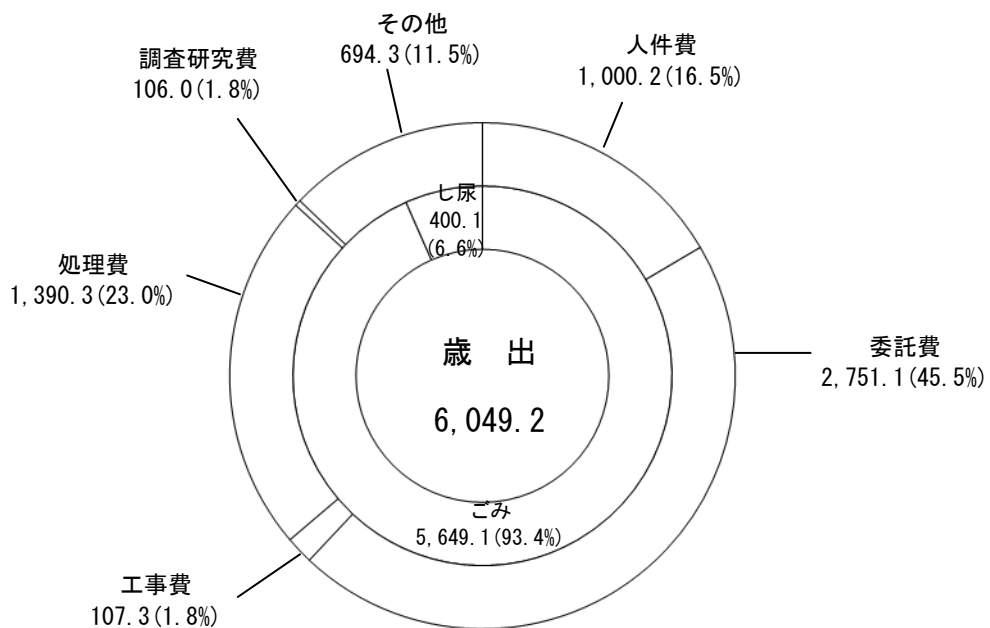 その他
694.3(11.5%)
人件費
1,000.2(16.5%)
調査研究費
106.0(1.8%)
し尿
400.1
(6.6%)
処理費
1,390.3(23.0%)
歳 出
6,049.2
委託費
2,751.1(45.5%)
ごみ
5,649.1(93.4%)
工事費
107.3(1.8%)